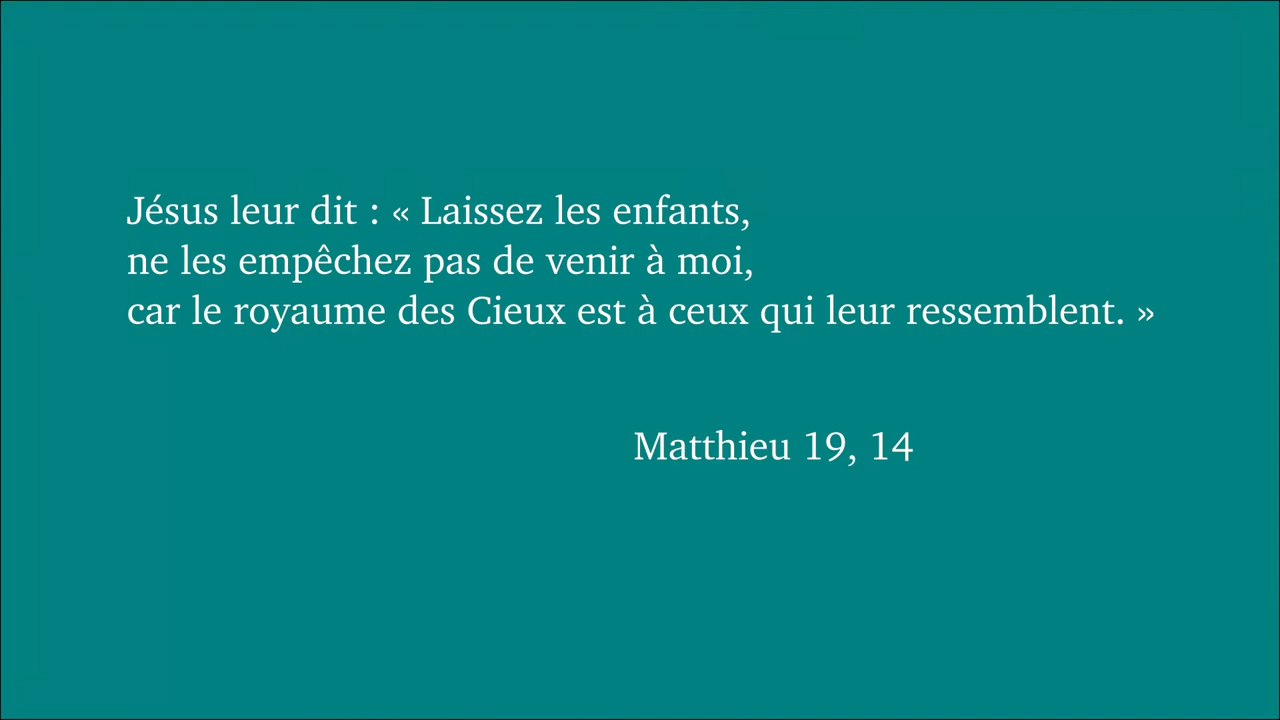 Jésus leur dit : « Laissez les enfants,
ne les empêchez pas de venir à moi,
car le royaume des Cieux est à ceux qui leur ressemblent. »
Matthieu 19, 14